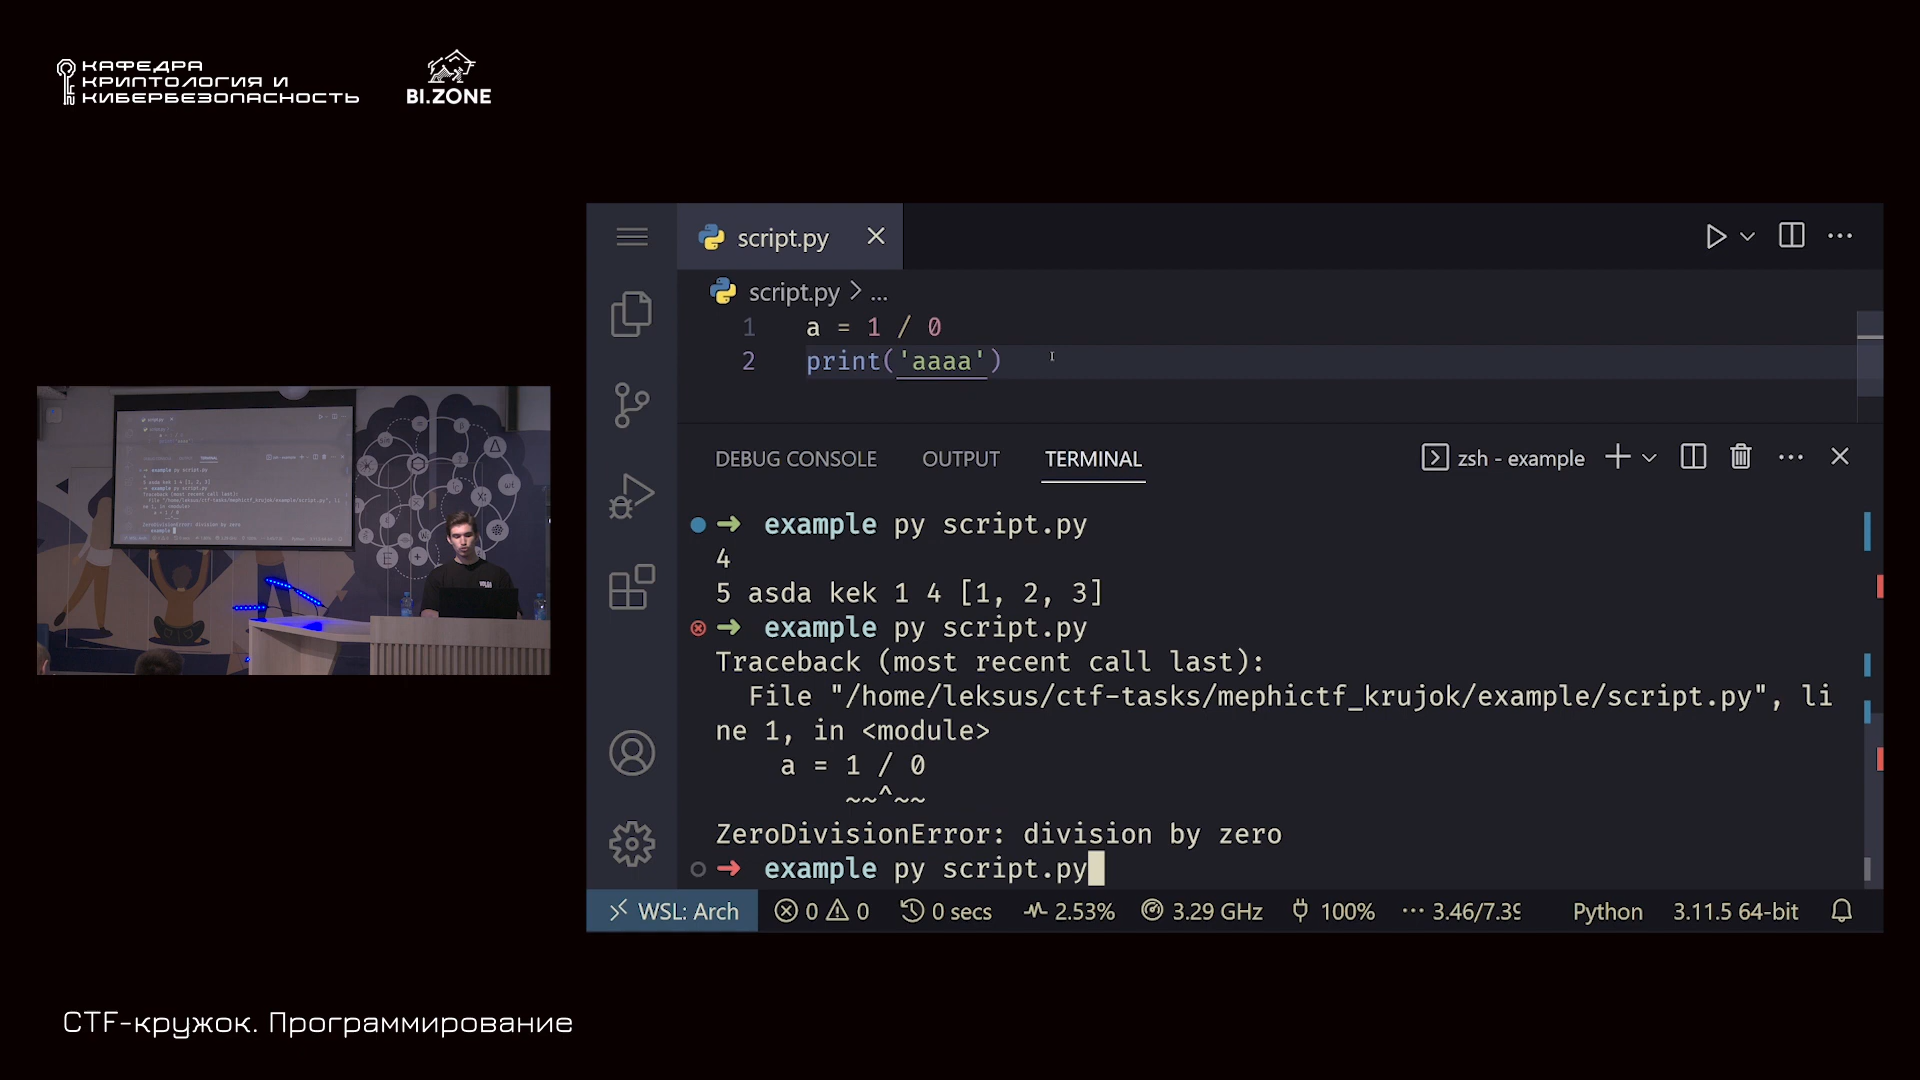 КАФЕДРА
КРИПТОЛОГИЯ И
КИБЕРБЕЗОПАСНОСТЬ
BI.ZONE
script.py
script.py > ...
1 a = 1 / 0
2 print('aaaa')
DEBUG CONSOLE OUTPUT TERMINAL zsh - example
➜ example py script.py
4
5 asda kek 1 4 [1, 2, 3]
➜ example py script.py
Traceback (most recent call last):
File "/home/leksus/ctf-tasks/mephictf_krujok/example/script.py", li
ne 1, in <module>
a = 1 / 0
~~^~~
ZeroDivisionError: division by zero
➜ example py script.py
WSL: Arch 0 0 0 secs 2.53% 3.29 GHz 100% ··· 3.46/7.39 Python 3.11.5 64-bit
CTF-кружок. Программирование